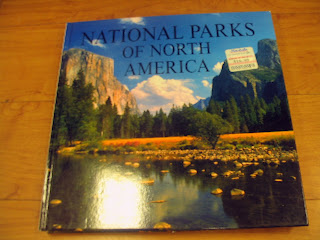 NATIONAL PARKS
OF NORTH
AMERICA